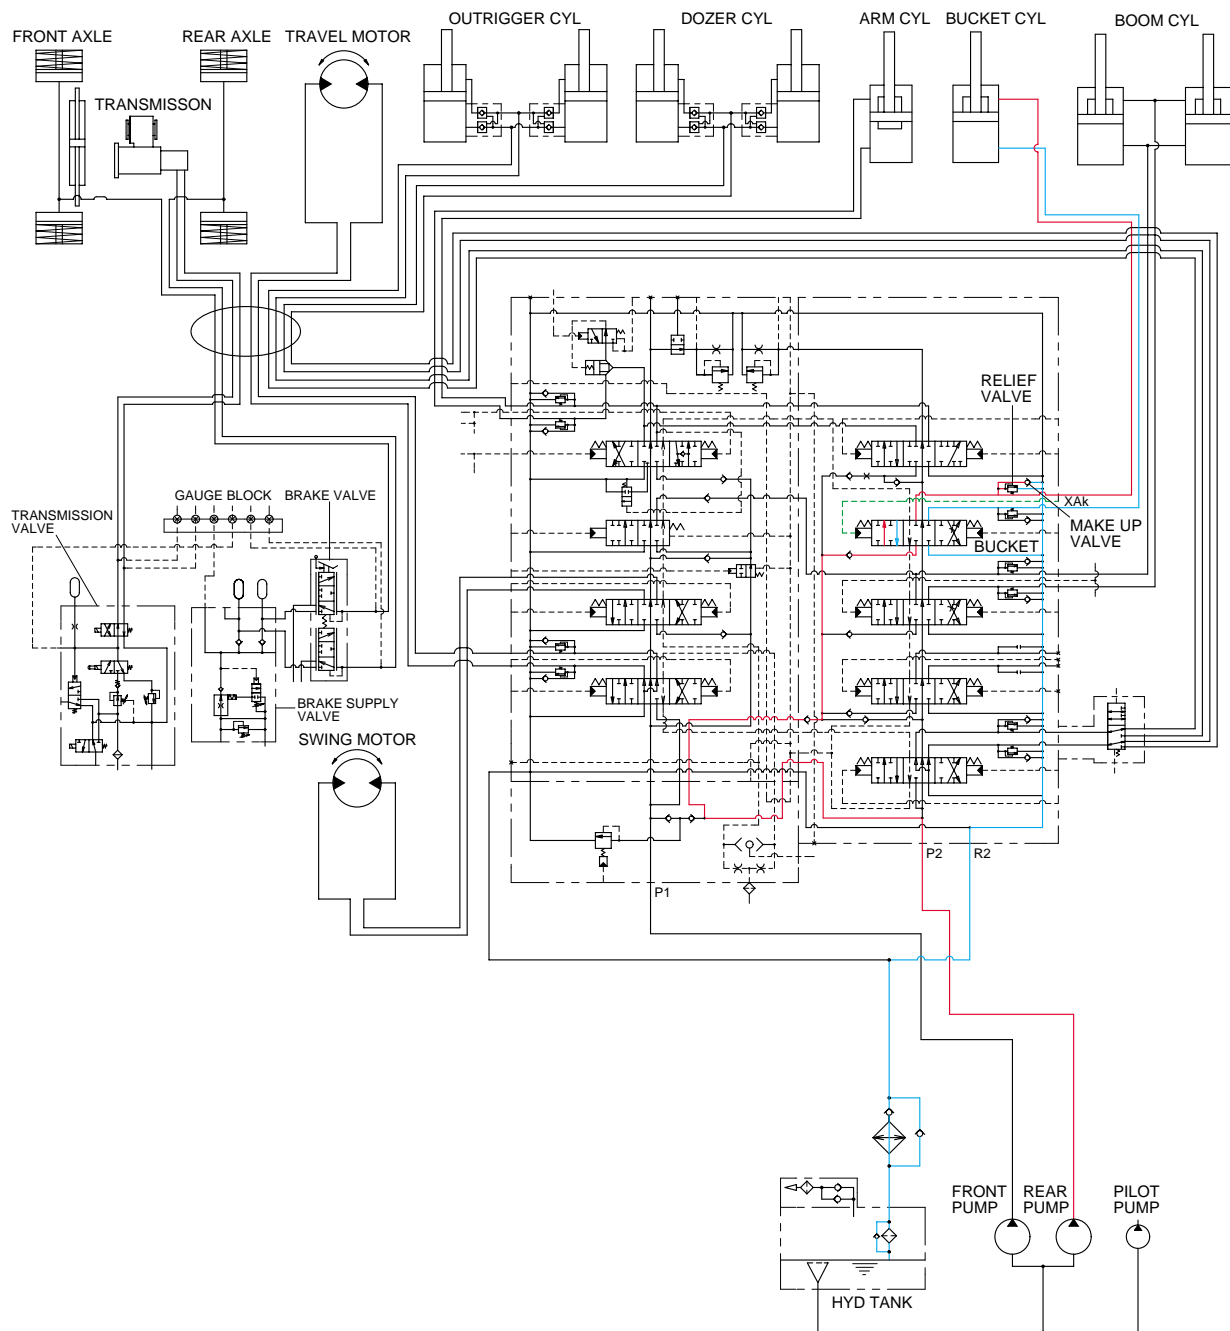 OUTRIGGER CYL
DOZER CYL
ARM CYL
BUCKET CYL
BOOM CYL
FRONT AXLE
REAR AXLE
TRAVEL MOTOR
TRANSMISSON
RELIEF
VALVE
GAUGE BLOCK
BRAKE VALVE
TRANSMISSION
VALVE
XAk
MAKE UP
VALVE
BUCKET
BRAKE SUPPLY
VALVE
SWING MOTOR
P2
R2
P1
FRONT
PUMP
REAR
PUMP
PILOT
PUMP
HYD TANK